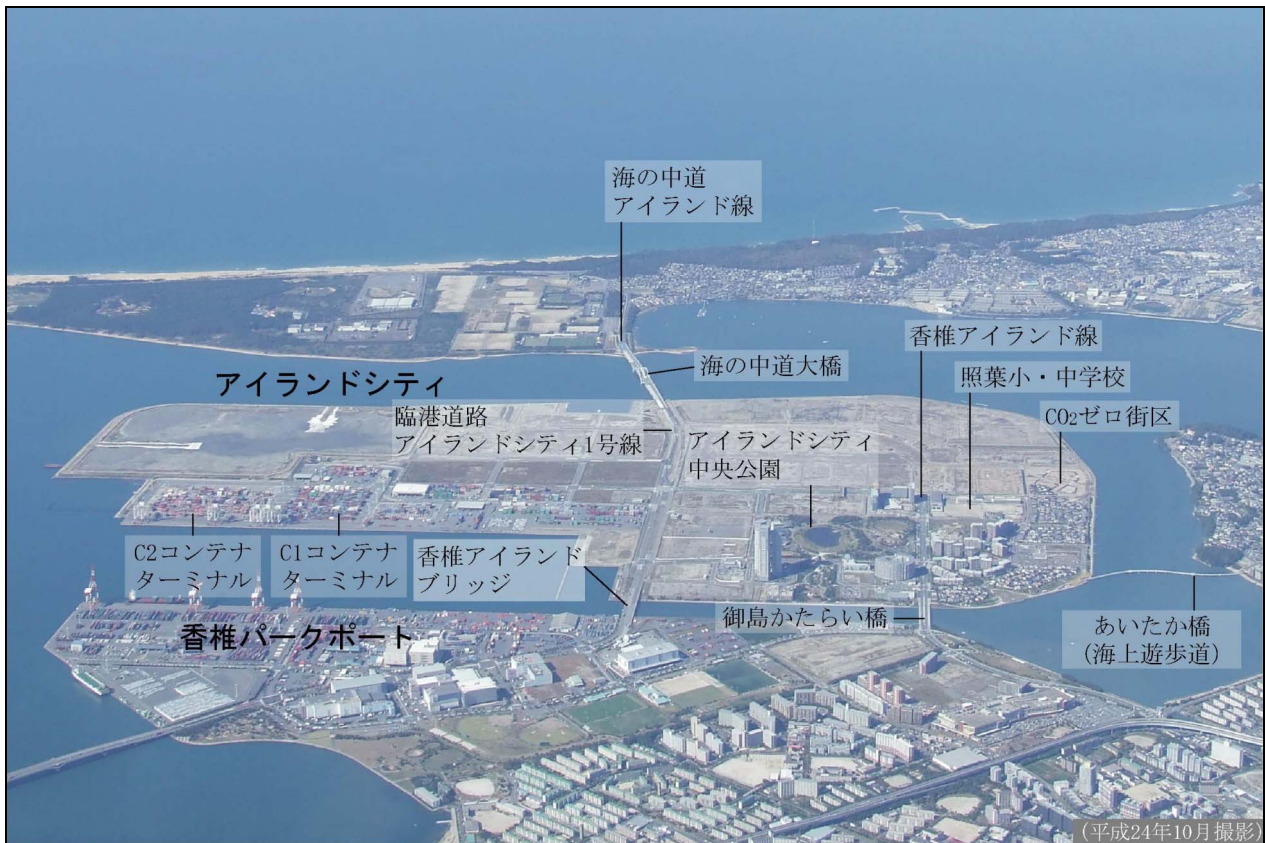 海の中道
アイランド線
香椎アイランド線
海の中道大橋
照葉小・中学校
アイランドシティ
CO₂ゼロ街区
臨港道路
アイランドシティ1号線
アイランドシティ
中央公園
C2コンテナ
ターミナル
C1コンテナ
ターミナル
香椎アイランド
ブリッジ
御島かたらい橋
あいたか橋
(海上遊歩道)
香椎パークポート
(平成24年10月撮影)